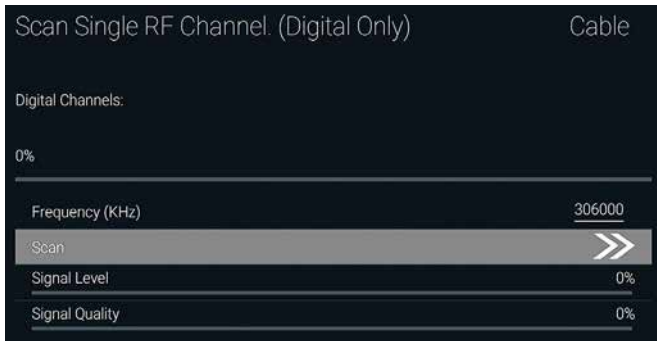 Scan Single RF Channel. (Digital Only) Cable
Digital Channels:
0%
Frequency (KHz) 306000
Scan
Signal Level 0%
Signal Quality 0%